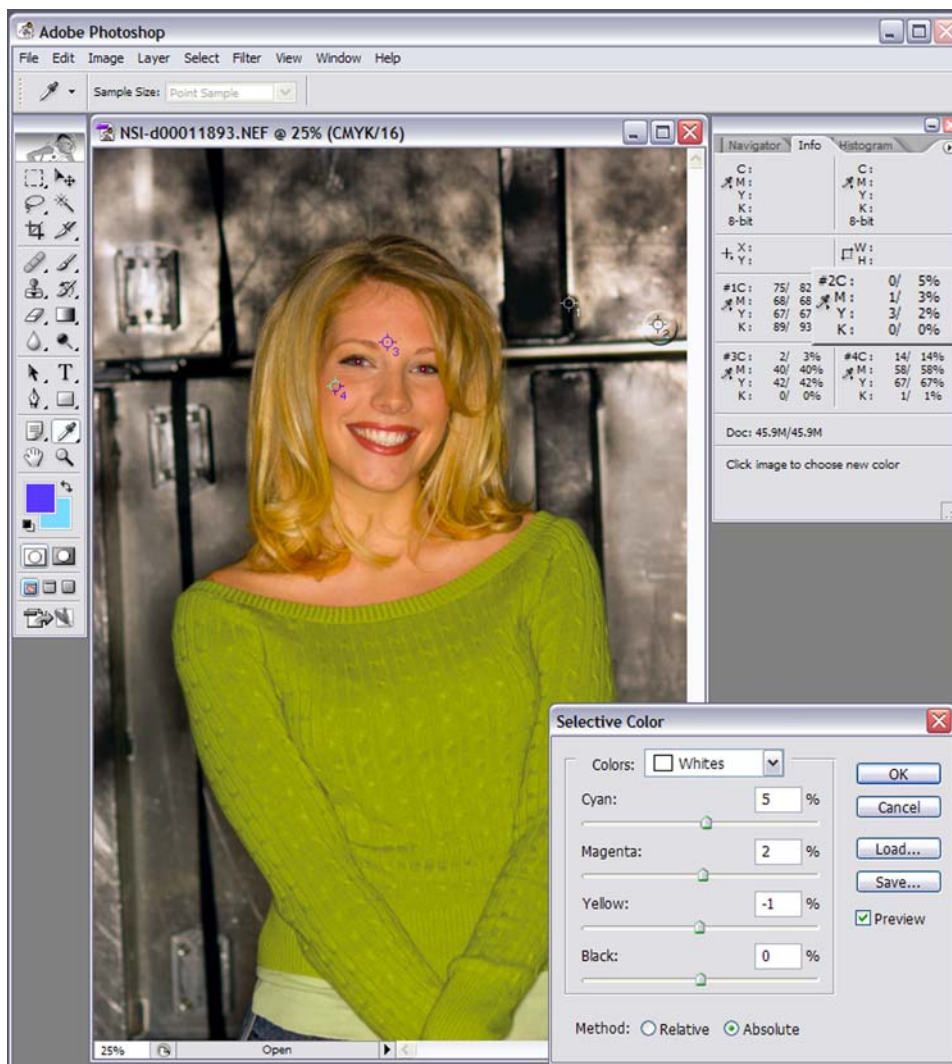 Adobe Photoshop
File Edit Image Layer Select Filter View Window Help
Sample Size: Point Sample
NSI-d00011893.NEF @ 25% (CMYK/16)
T
1
2
3
4
25% Open
Navigator Info Histogram
C: C:
M: M:
Y: Y:
K: K:
8-bit 8-bit
X: W:
Y: H:
#1C: 75/ 82
M: 68/ 68
Y: 67/ 67
K: 89/ 93
#2C: 0/ 5%
M: 1/ 3%
Y: 3/ 2%
K: 0/ 0%
#3C: 2/ 3% #4C: 14/ 14%
M: 40/ 40% M: 58/ 58%
Y: 42/ 42% Y: 67/ 67%
K: 0/ 0% K: 1/ 1%
Doc: 45.9M/45.9M
Click image to choose new color
Selective Color
Colors: Whites
OK
Cyan: 5 %
Cancel
Magenta: 2 %
Load...
Save...
Yellow: -1 %
Preview
Black: 0 %
Method: Relative Absolute